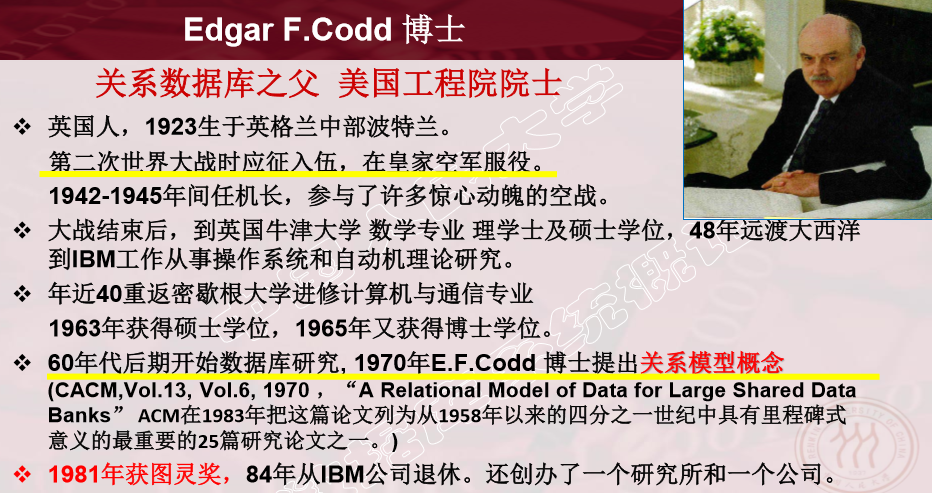 Edgar F.Codd 博士
关系数据库之父 美国工程院院士
❖ 英国人，1923生于英格兰中部波特兰。
第二次世界大战时应征入伍，在皇家空军服役。
1942-1945年间任机长，参与了许多惊心动魄的空战。
❖ 大战结束后，到英国牛津大学 数学专业 理学士及硕士学位，48年远渡大西洋
到IBM工作从事操作系统和自动机理论研究。
❖ 年近40重返密歇根大学进修计算机与通信专业
1963年获得硕士学位，1965年又获得博士学位。
❖ 60年代后期开始数据库研究, 1970年E.F.Codd 博士提出关系模型概念
(CACM,Vol.13, Vol.6, 1970 ，“A Relational Model of Data for Large Shared Data
Banks” ACM在1983年把这篇论文列为从1958年以来的四分之一世纪中具有里程碑式
意义的最重要的25篇研究论文之一。)
❖ 1981年获图灵奖，84年从IBM公司退休。还创办了一个研究所和一个公司。